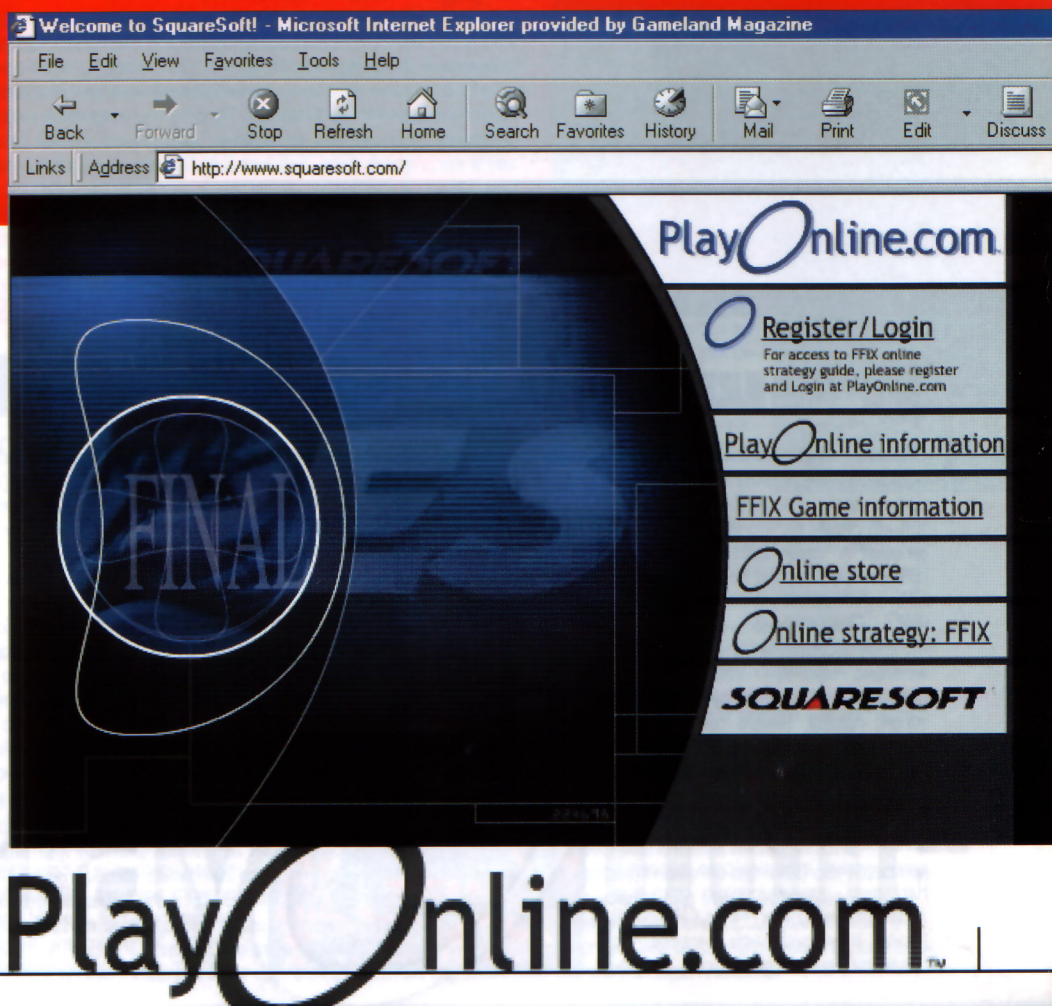 Welcome to SquareSoft! - Microsoft Internet Explorer provided by Gameland Magazine
File Edit View Favorites Tools Help
Back Forward Stop Refresh Home Search Favorites History Mail Print Edit Discuss
Links Address http://www.squaresoft.com/
SQUARESOFT
FINAL
PlayOnline.com
Register/Login
For access to FFIX online
strategy guide, please register
and Login at PlayOnline.com
PlayOnline information
FFIX Game information
Online store
Online strategy: FFIX
SQUARESOFT
PlayOnline.com™